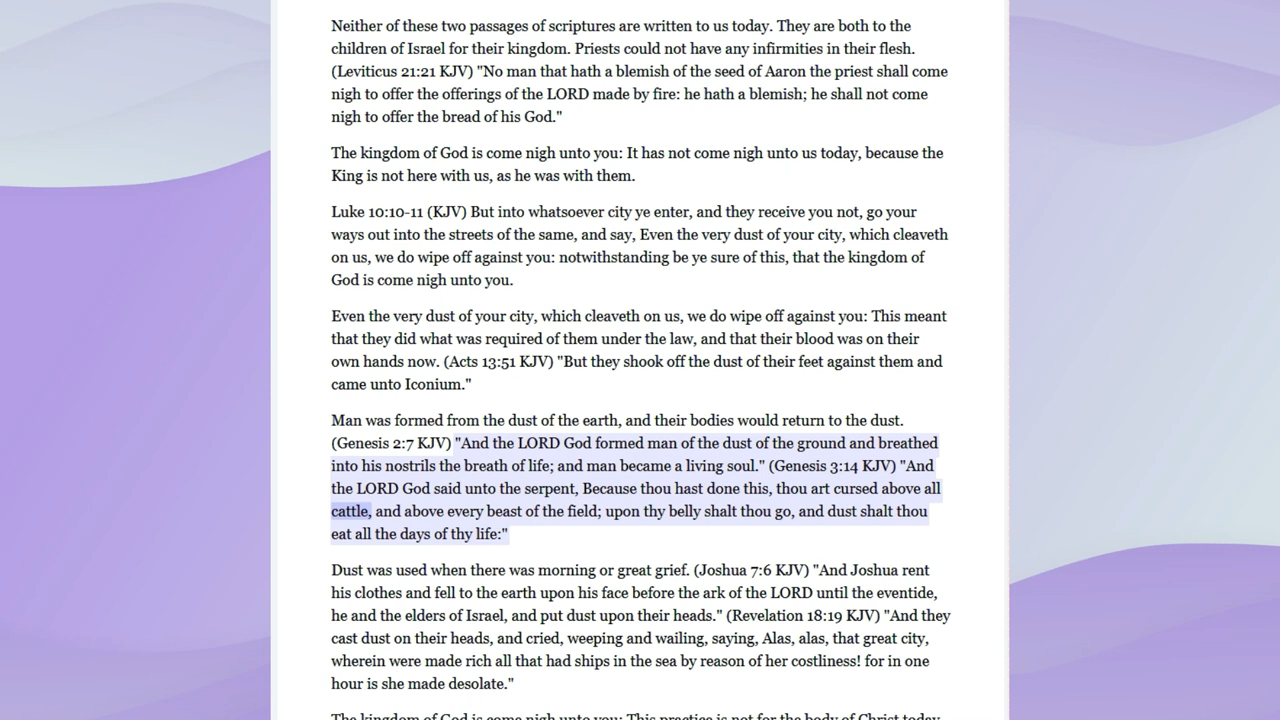 Neither of these two passages of scriptures are written to us today. They are both to the
children of Israel for their kingdom. Priests could not have any infirmities in their flesh.
(Leviticus 21:21 KJV) "No man that hath a blemish of the seed of Aaron the priest shall come
nigh to offer the offerings of the LORD made by fire: he hath a blemish; he shall not come
nigh to offer the bread of his God."
The kingdom of God is come nigh unto you: It has not come nigh unto us today, because the
King is not here with us, as he was with them.
Luke 10:10-11 (KJV) But into whatsoever city ye enter, and they receive you not, go your
ways out into the streets of the same, and say, Even the very dust of your city, which cleaveth
on us, we do wipe off against you: notwithstanding be ye sure of this, that the kingdom of
God is come nigh unto you.
Even the very dust of your city, which cleaveth on us, we do wipe off against you: This meant
that they did what was required of them under the law, and that their blood was on their
own hands now. (Acts 13:51 KJV) "But they shook off the dust of their feet against them and
came unto Iconium."
Man was formed from the dust of the earth, and their bodies would return to the dust.
(Genesis 2:7 KJV) "And the LORD God formed man of the dust of the ground and breathed
into his nostrils the breath of life; and man became a living soul." (Genesis 3:14 KJV) "And
the LORD God said unto the serpent, Because thou hast done this, thou art cursed above all
cattle, and above every beast of the field; upon thy belly shalt thou go, and dust shalt thou
eat all the days of thy life:"
Dust was used when there was morning or great grief. (Joshua 7:6 KJV) "And Joshua rent
his clothes and fell to the earth upon his face before the ark of the LORD until the eventide,
he and the elders of Israel, and put dust upon their heads." (Revelation 18:19 KJV) "And they
cast dust on their heads, and cried, weeping and wailing, saying, Alas, alas, that great city,
wherein were made rich all that had ships in the sea by reason of her costliness! for in one
hour is she made desolate."
The kingdom of God is come nigh unto you: This practice is not for the body of Christ today